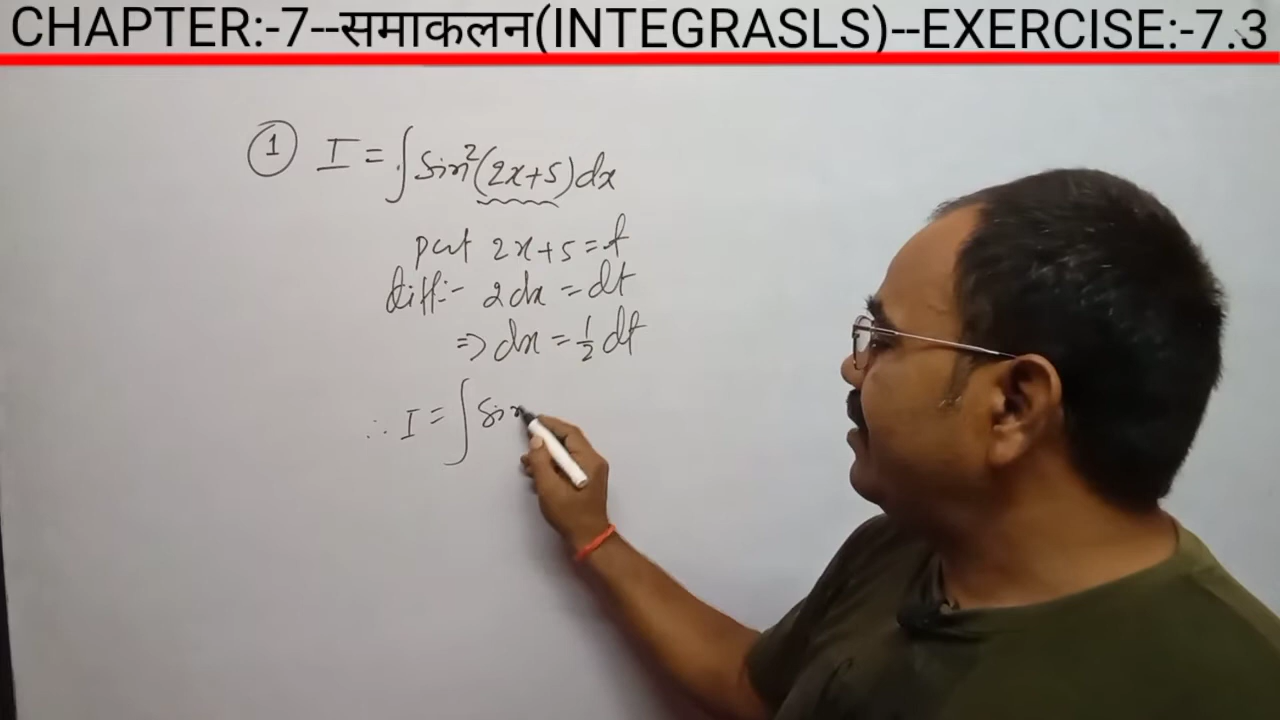 CHAPTER:-7--समाकलन(INTEGRASLS)--EXERCISE:-7.3
① I = ∫ Sin²(2x+5)dx
put 2x+5 = t
diff:- 2dx = dt
⇒ dx = ½ dt
∴ I = ∫ Sin